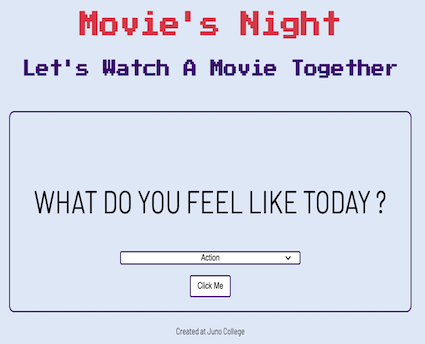 Movie's Night
Let's Watch A Movie Together
WHAT DO YOU FEEL LIKE TODAY ?
Action
Click Me
Created at Juno College